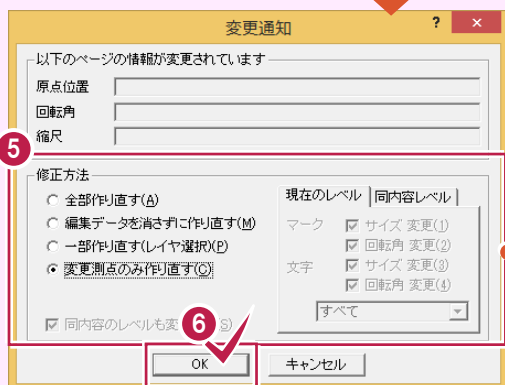 変更通知
? ×
以下のページの情報が変更されています
原点位置
回転角
縮尺
5
修正方法
全部作り直す(A)
編集データを消さずに作り直す(M)
一部作り直す(レイヤ選択)(P)
変更測点のみ作り直す(C)
同内容のレベルも変
S)
現在のレベル 同内容レベル
マーク サイズ 変更(1)
回転角 変更(2)
文字 サイズ 変更(3)
回転角 変更(4)
すべて
6
OK キャンセル